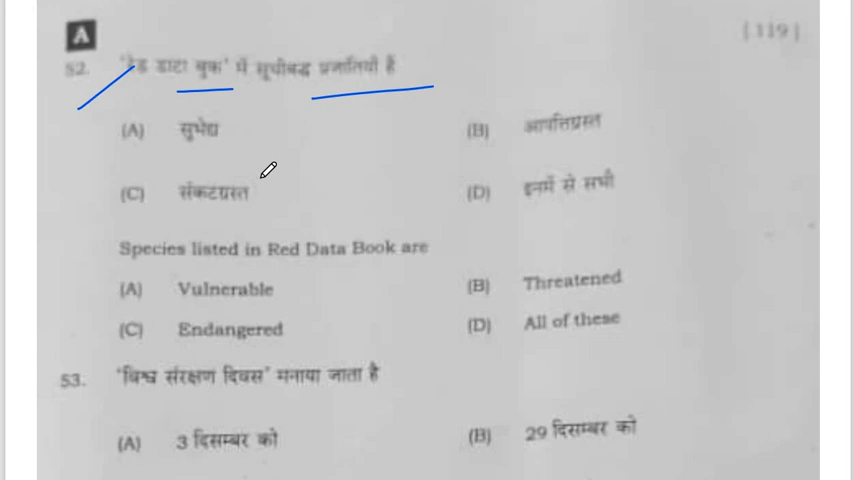 A
[ 119 ]
52. 'रेड डाटा बुक' में सूचीबद्ध प्रजातियाँ हैं
(A) सुभेद्य (B) आपत्तिग्रस्त
(C) संकटग्रस्त (D) इनमें से सभी
Species listed in Red Data Book are
(A) Vulnerable (B) Threatened
(C) Endangered (D) All of these
53. 'विश्व संरक्षण दिवस' मनाया जाता है
(A) 3 दिसम्बर को (B) 29 दिसम्बर को